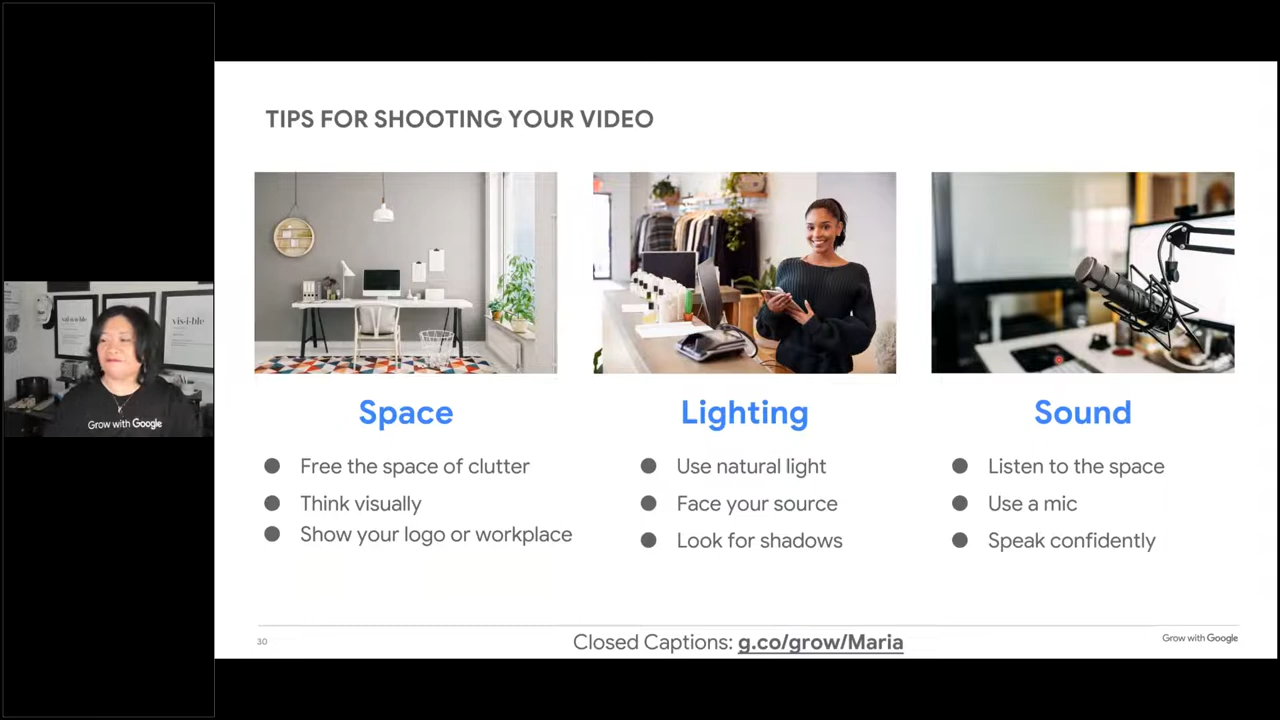 TIPS FOR SHOOTING YOUR VIDEO
Space
Free the space of clutter
Think visually
Show your logo or workplace
Lighting
Use natural light
Face your source
Look for shadows
Sound
Listen to the space
Use a mic
Speak confidently
30
Closed Captions: g.co/grow/Maria
Grow with Google
vis·i·ble
Grow with Google